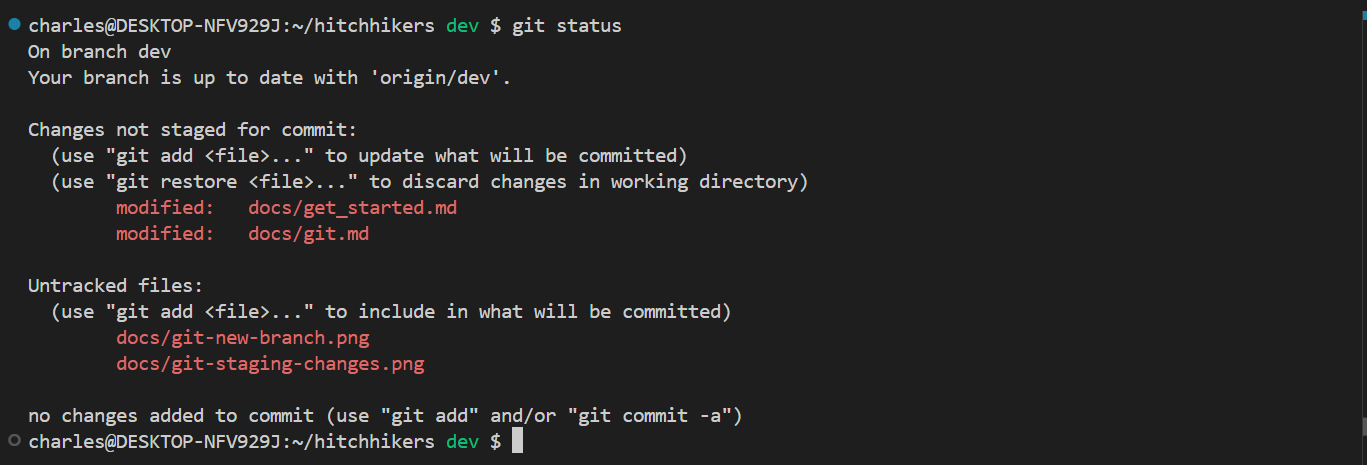 charles@DESKTOP-NFV929J:~/hitchhikers dev $ git status
On branch dev
Your branch is up to date with 'origin/dev'.
Changes not staged for commit:
(use "git add <file>..." to update what will be committed)
(use "git restore <file>..." to discard changes in working directory)
modified: docs/get_started.md
modified: docs/git.md
Untracked files:
(use "git add <file>..." to include in what will be committed)
docs/git-new-branch.png
docs/git-staging-changes.png
no changes added to commit (use "git add" and/or "git commit -a")
charles@DESKTOP-NFV929J:~/hitchhikers dev $